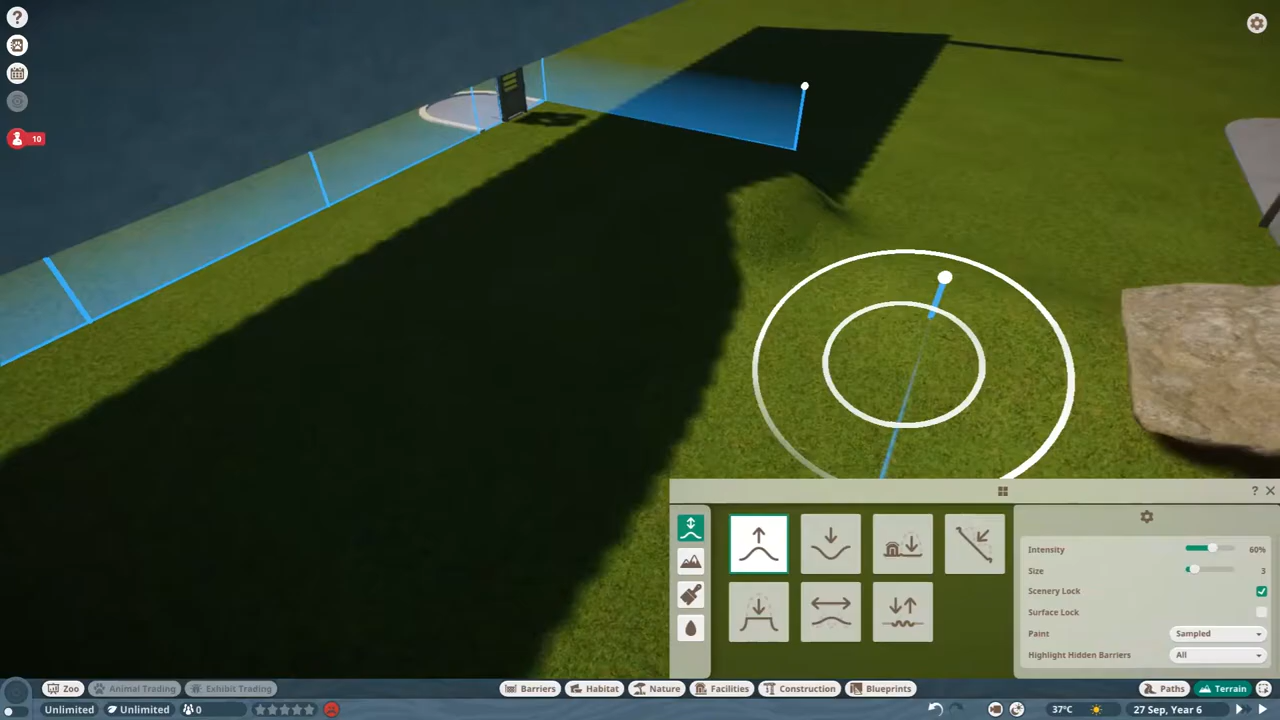 ?
10
? ×
Intensity 60%
Size 3
Scenery Lock
Surface Lock
Paint Sampled
Highlight Hidden Barriers All
Zoo Animal Trading Exhibit Trading Barriers Habitat Nature Facilities Construction Blueprints Paths Terrain
Unlimited Unlimited 0 37°C 27 Sep, Year 6